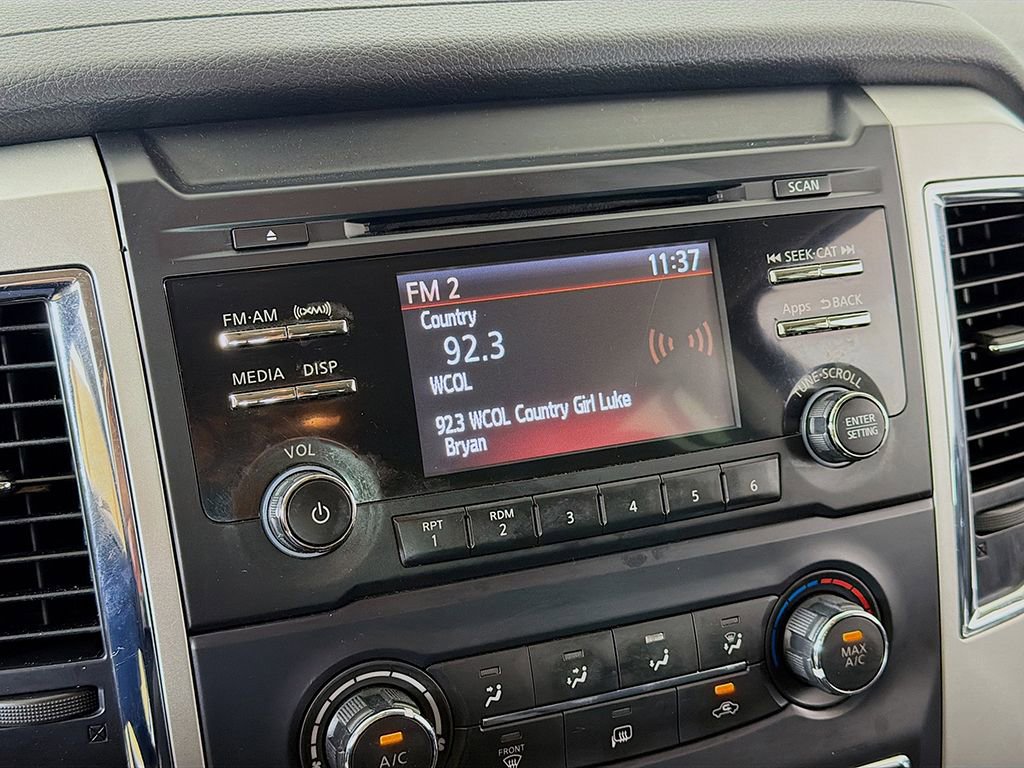 SCAN
FM·AM
((XM))
SEEK·CAT
MEDIA DISP
Apps BACK
FM 2 11:37
Country
92.3
WCOL
92.3 WCOL Country Girl Luke
Bryan
TUNE·SCROLL
ENTER
SETTING
VOL
RPT
1
RDM
2
3
4
5
6
MAX
A/C
A/C
FRONT